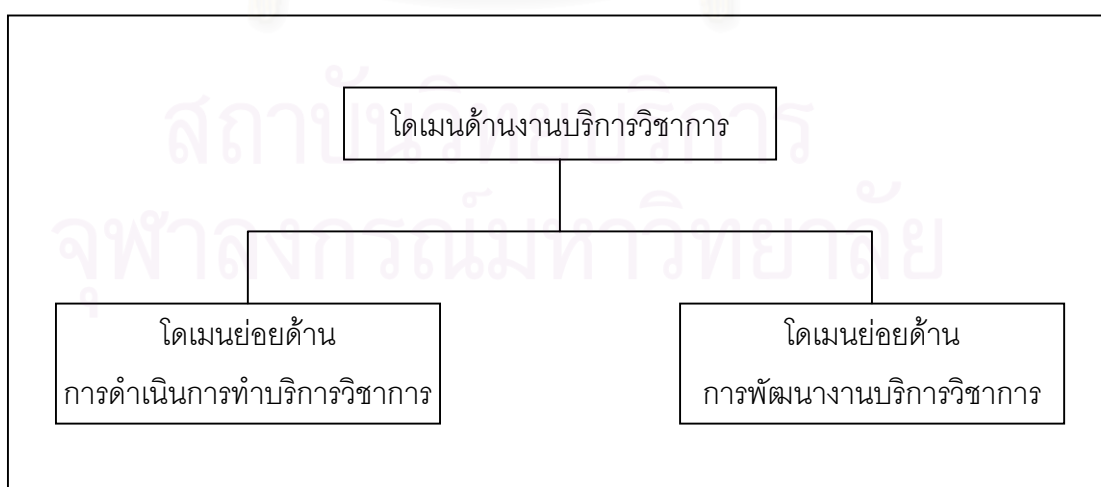 โดเมนด้านงานบริการวิชาการ
สถาบันวิทยบริการ
จุฬาลงกรณ์มหาวิทยาลัย
โดเมนย่อยด้าน
การดำเนินการทำบริการวิชาการ
โดเมนย่อยด้าน
การพัฒนางานบริการวิชาการ